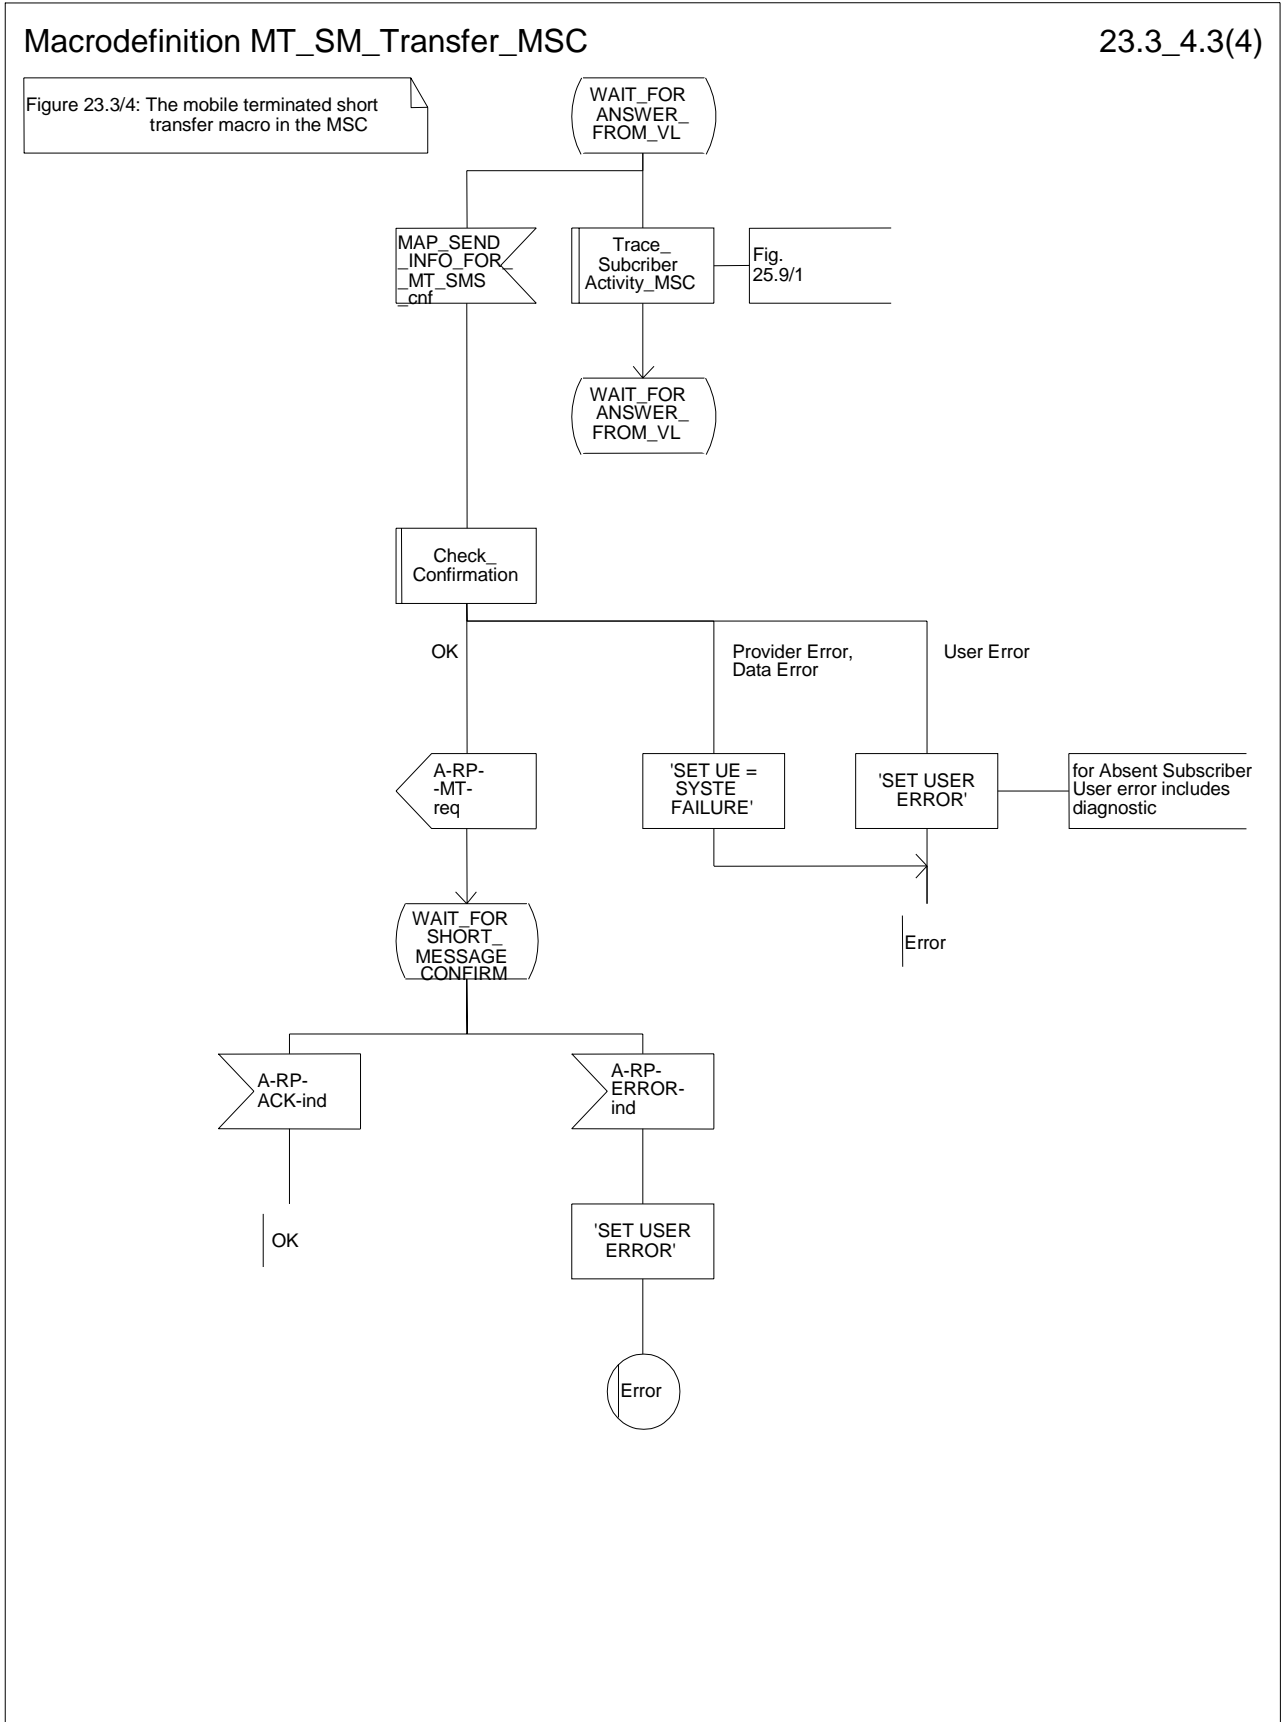 Macrodefinition MT_SM_Transfer_MSC
23.3_4.3(4)
Figure 23.3/4: The mobile terminated short
transfer macro in the MSC
WAIT_FOR
ANSWER_
FROM_VL
MAP_SEND
_INFO_FOR_
_MT_SMS
_cnf
Trace_
Subcriber
Activity_MSC
Fig.
25.9/1
WAIT_FOR
ANSWER_
FROM_VL
Check_
Confirmation
OK
Provider Error,
Data Error
User Error
A-RP-
-MT-
req
'SET UE =
SYSTE
FAILURE'
'SET USER
ERROR'
for Absent Subscriber
User error includes
diagnostic
WAIT_FOR
SHORT_
MESSAGE
CONFIRM
Error
A-RP-
ACK-ind
A-RP-
ERROR-
ind
OK
'SET USER
ERROR'
Error